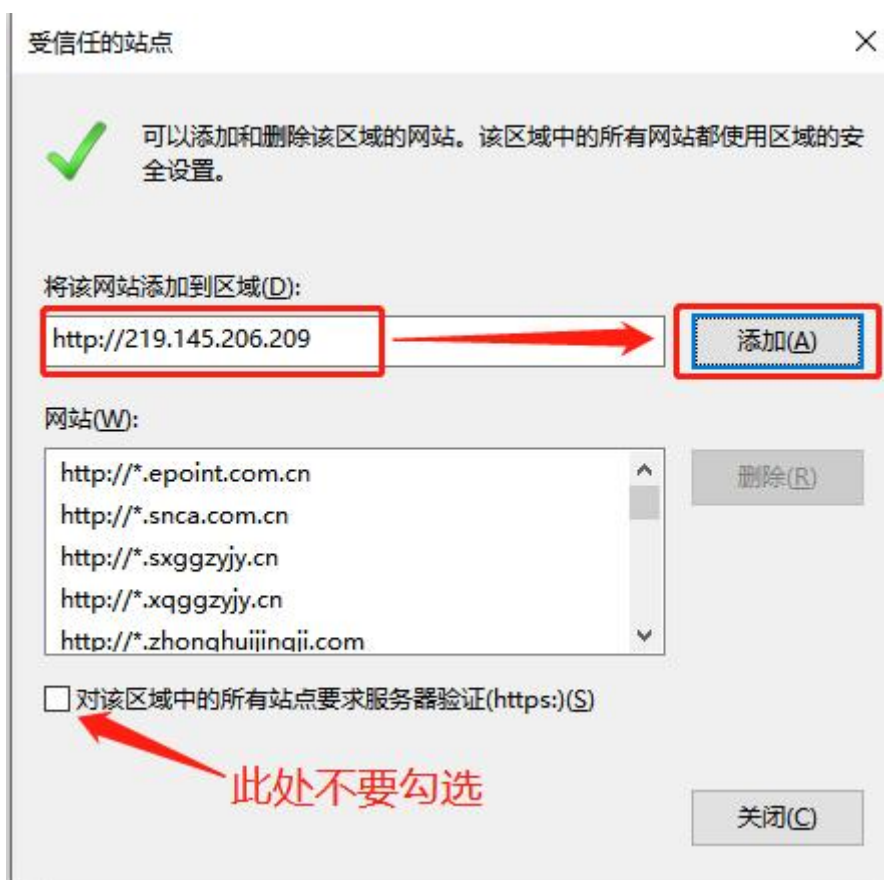 受信任的站点
可以添加和删除该区域的网站。该区域中的所有网站都使用区域的安
全设置。
将该网站添加到区域(D):
http://219.145.206.209
添加(A)
网站(W):
http://*.epoint.com.cn
删除(R)
http://*.snca.com.cn
http://*.sxggzyjy.cn
http://*.xqggzyjy.cn
http://*.zhonghuijingji.com
对该区域中的所有站点要求服务器验证(https:)(S)
此处不要勾选
关闭(C)